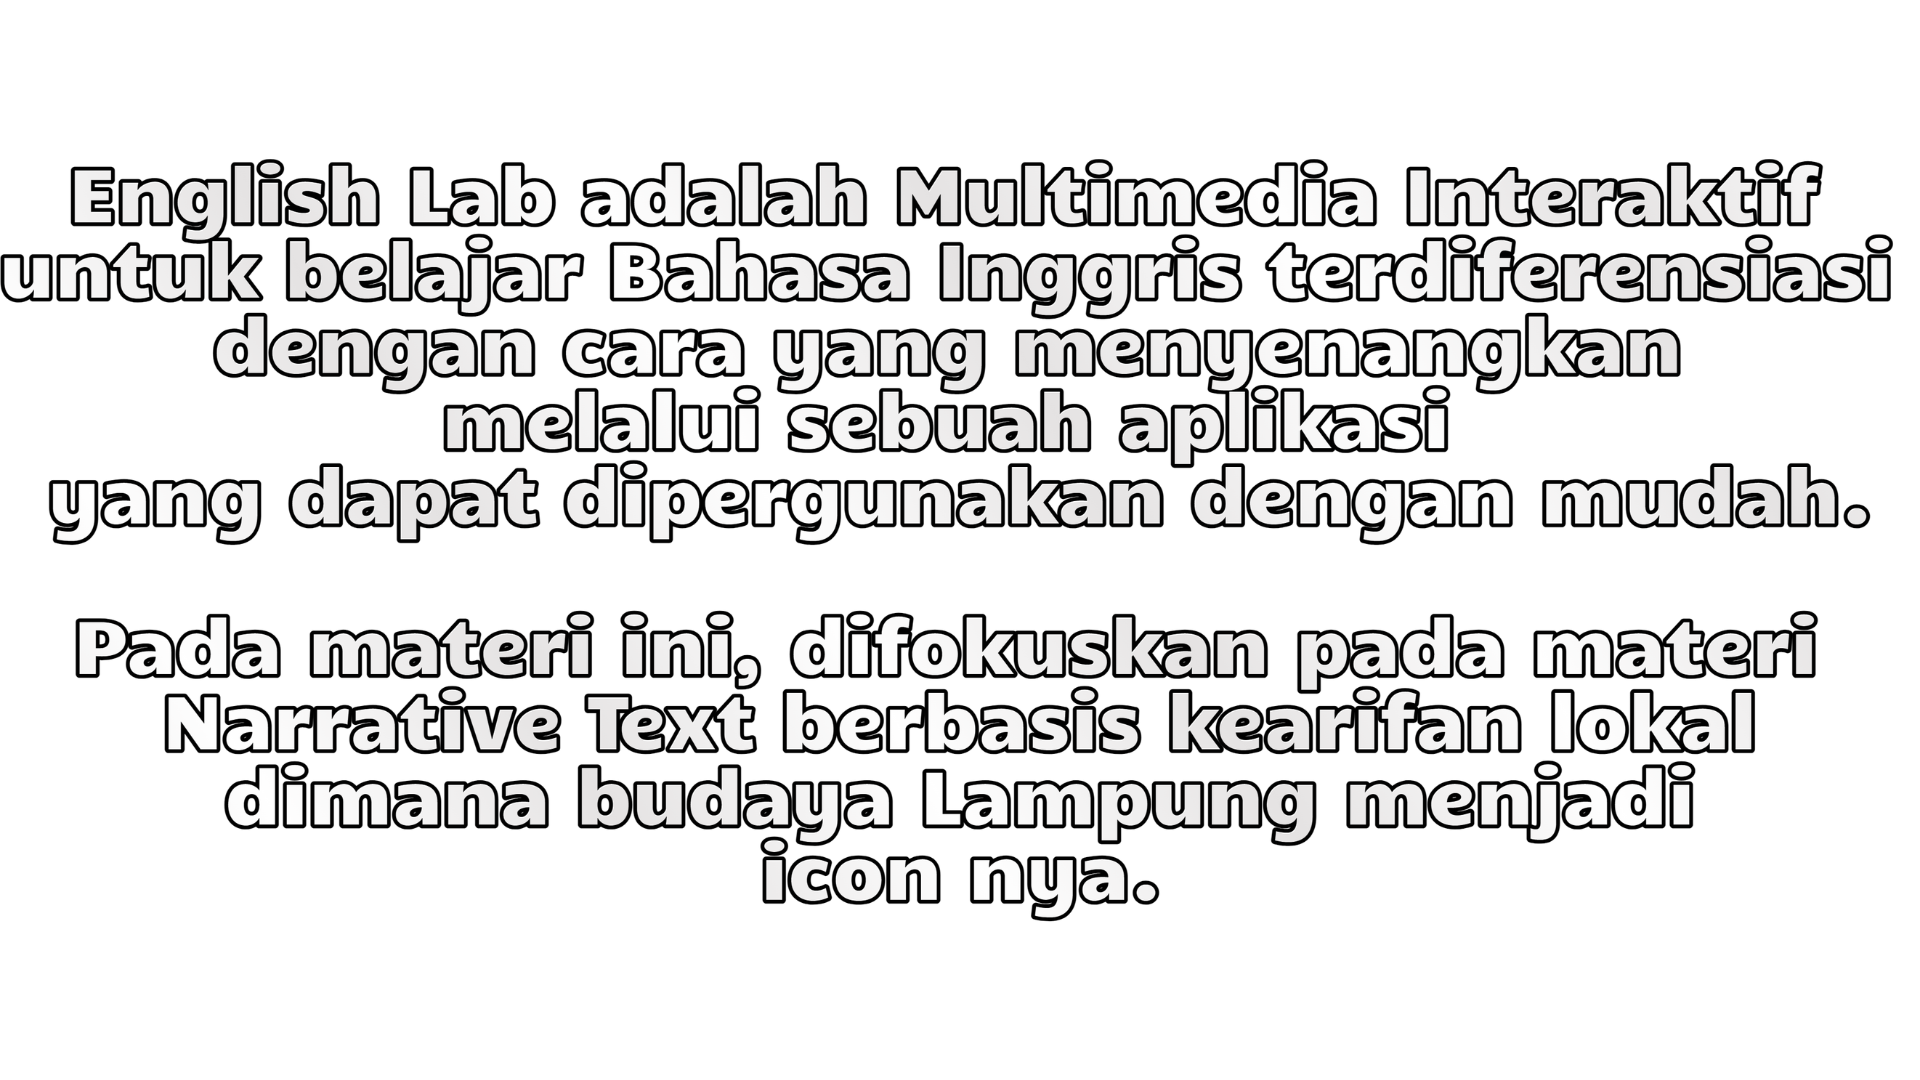 English Lab adalah Multimedia Interaktif
untuk belajar Bahasa Inggris terdiferensiasi
dengan cara yang menyenangkan
melalui sebuah aplikasi
yang dapat dipergunakan dengan mudah.
Pada materi ini, difokuskan pada materi
Narrative Text berbasis kearifan lokal
dimana budaya Lampung menjadi
icon nya.